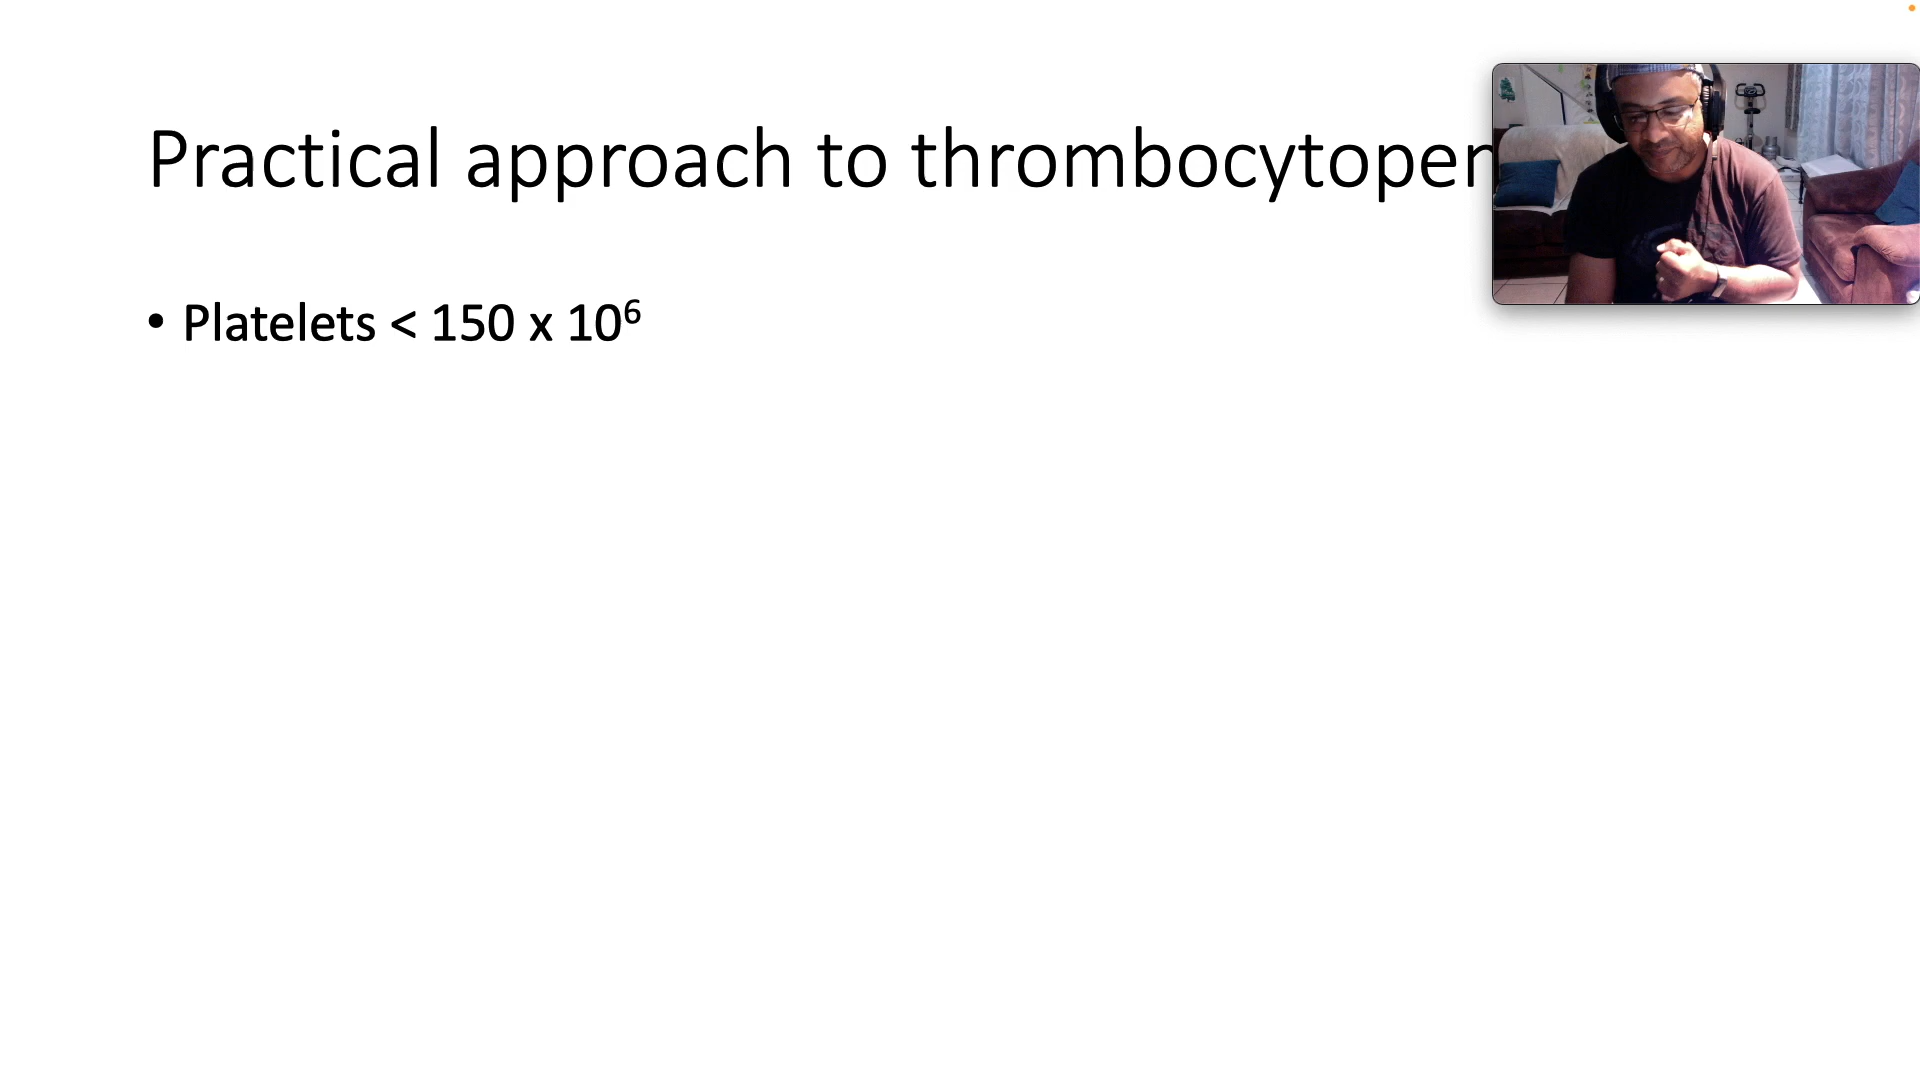 Practical approach to thrombocytopen
• Platelets < 150 x 10⁶